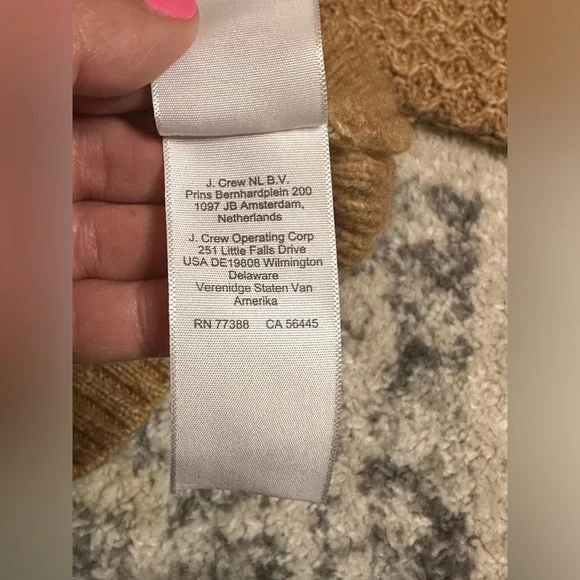 J. Crew NL B.V.
Prins Bernhardplein 200
1097 JB Amsterdam,
Netherlands
J. Crew Operating Corp
251 Little Falls Drive
USA DE19808 Wilmington
Delaware
Verenidge Staten Van
Amerika
RN 77388 CA 56445